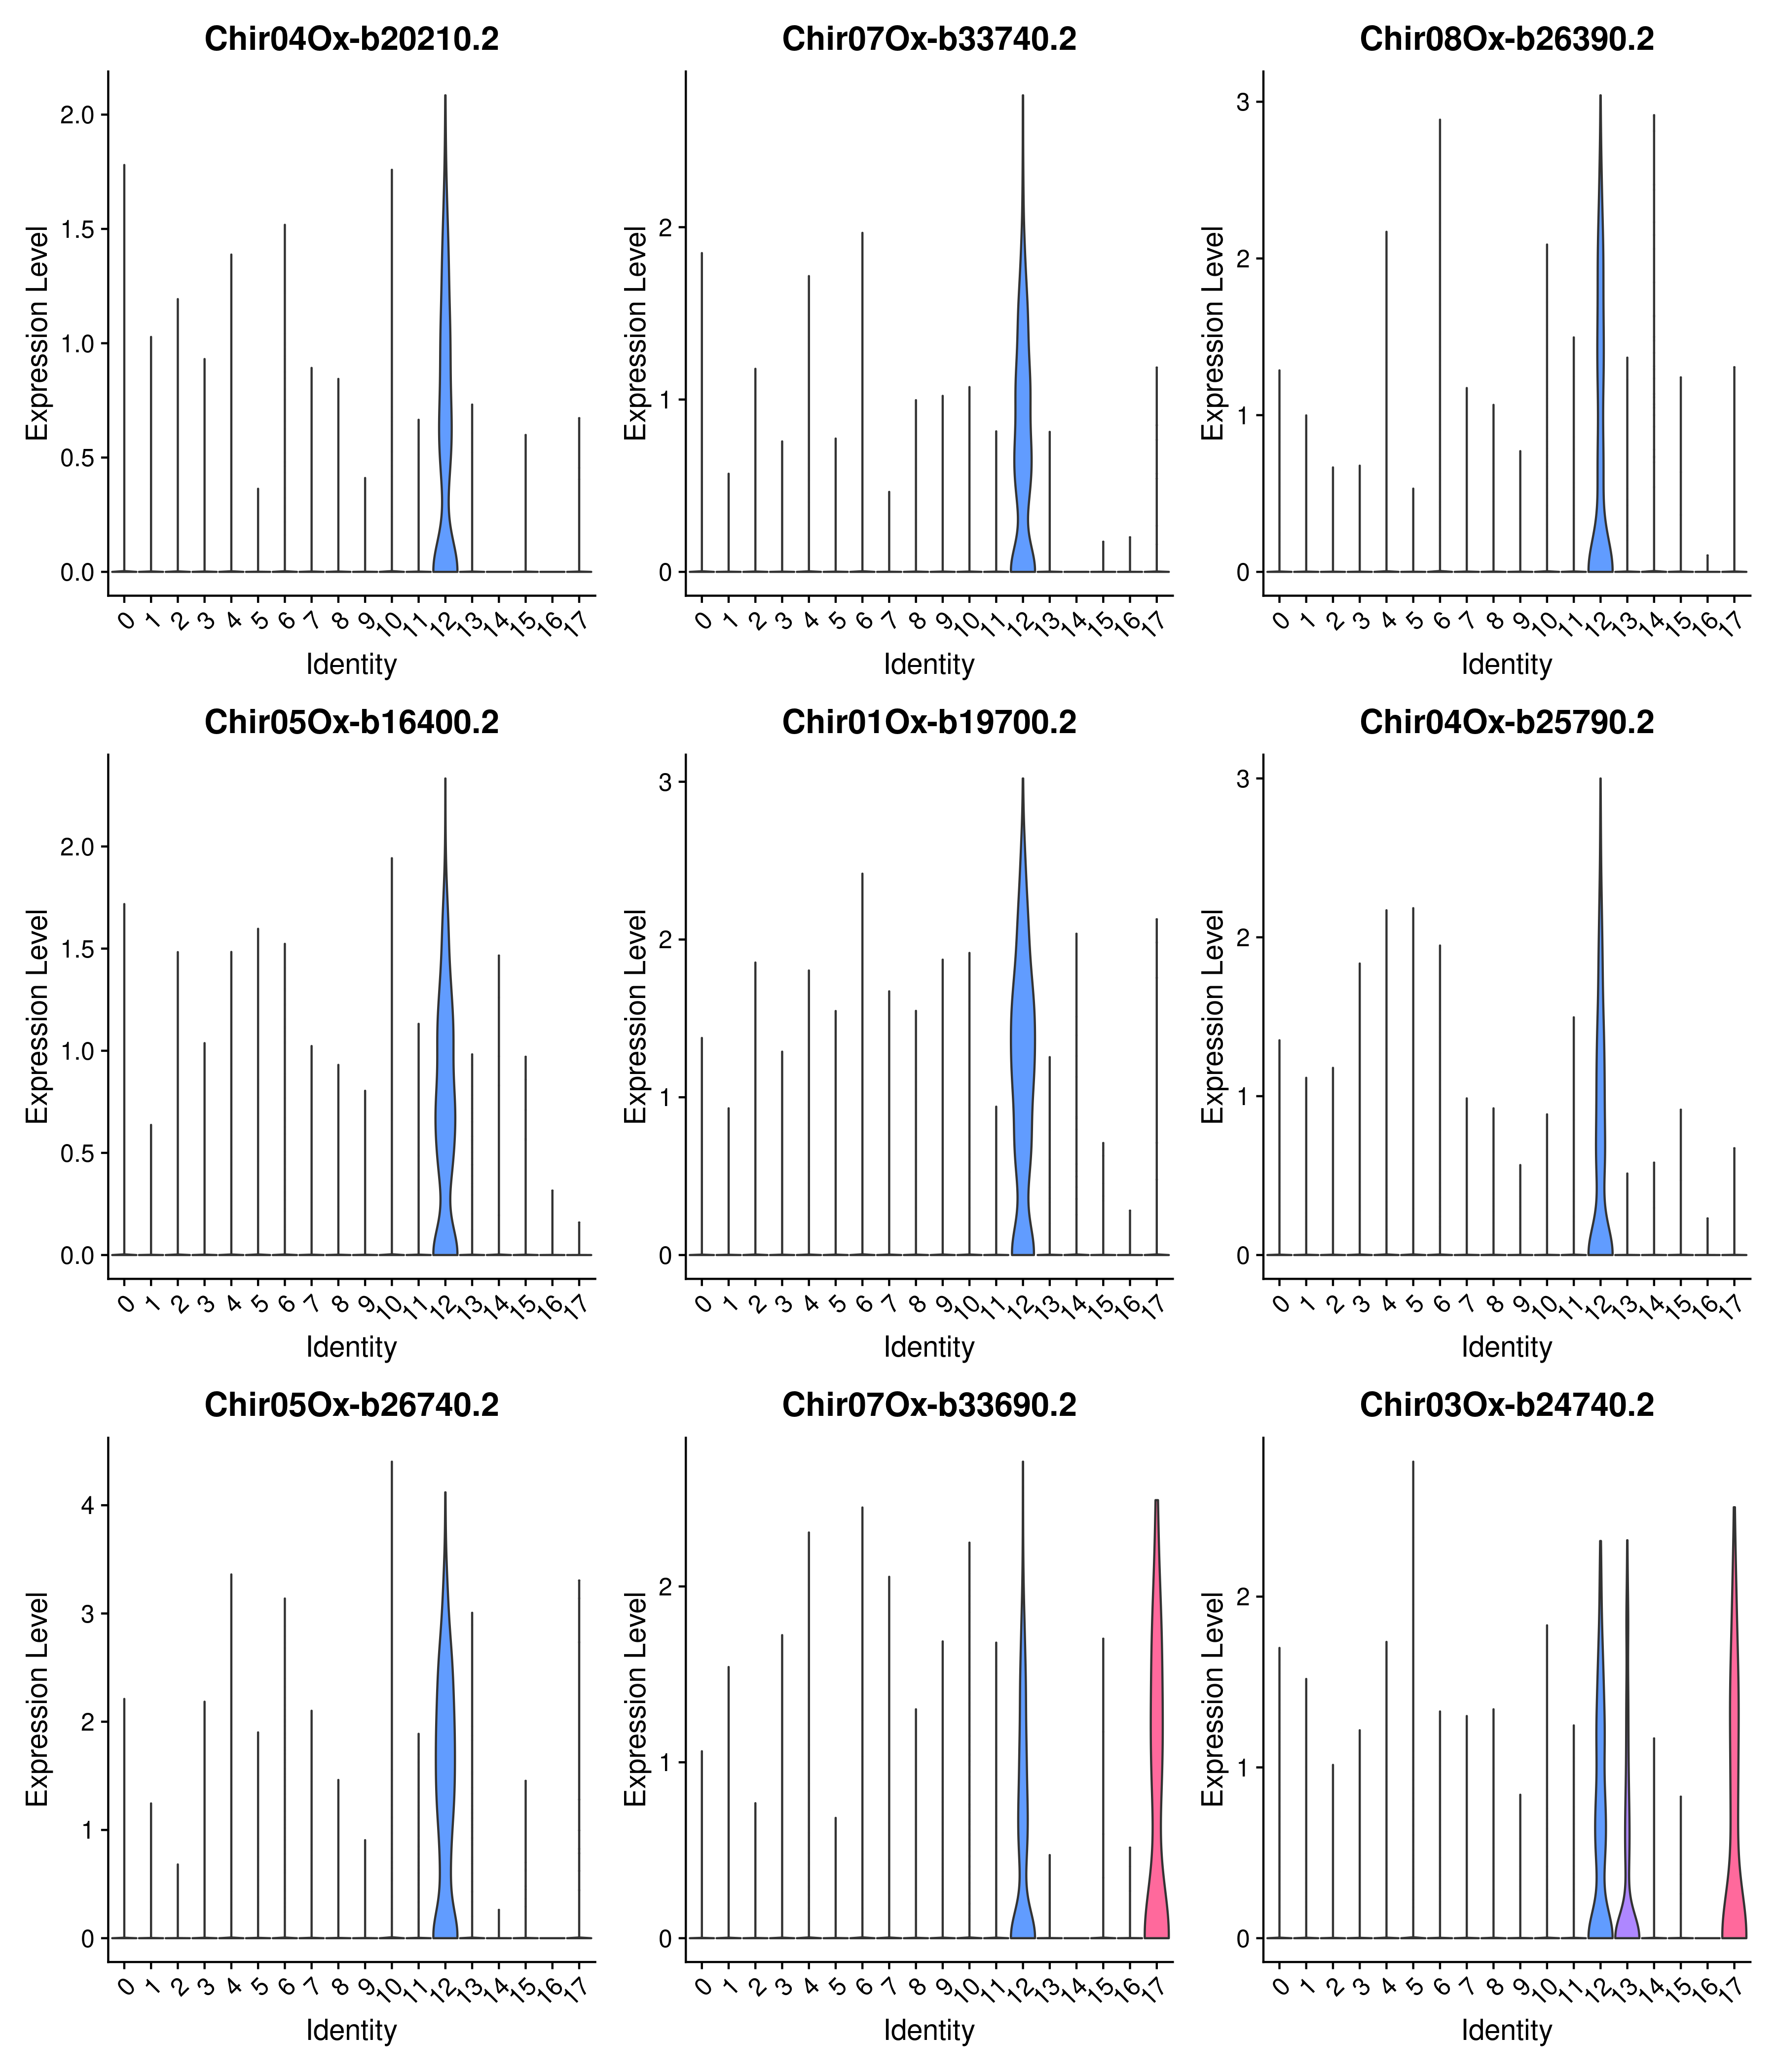 Chir04Ox-b20210.2 Chir07Ox-b33740.2 Chir08Ox-b26390.2
Expression Level
2.0
1.5
1.0
0.5
0.0
0 1 2 3 4 5 6 7 8 9 10 11 12 13 14 15 16 17
Identity
Expression Level
2
1
0
0 1 2 3 4 5 6 7 8 9 10 11 12 13 14 15 16 17
Identity
Expression Level
3
2
1
0
0 1 2 3 4 5 6 7 8 9 10 11 12 13 14 15 16 17
Identity
Chir05Ox-b16400.2 Chir01Ox-b19700.2 Chir04Ox-b25790.2
Expression Level
2.0
1.5
1.0
0.5
0.0
0 1 2 3 4 5 6 7 8 9 10 11 12 13 14 15 16 17
Identity
Expression Level
3
2
1
0
0 1 2 3 4 5 6 7 8 9 10 11 12 13 14 15 16 17
Identity
Expression Level
3
2
1
0
0 1 2 3 4 5 6 7 8 9 10 11 12 13 14 15 16 17
Identity
Chir05Ox-b26740.2 Chir07Ox-b33690.2 Chir03Ox-b24740.2
Expression Level
4
3
2
1
0
0 1 2 3 4 5 6 7 8 9 10 11 12 13 14 15 16 17
Identity
Expression Level
2
1
0
0 1 2 3 4 5 6 7 8 9 10 11 12 13 14 15 16 17
Identity
Expression Level
2
1
0
0 1 2 3 4 5 6 7 8 9 10 11 12 13 14 15 16 17
Identity